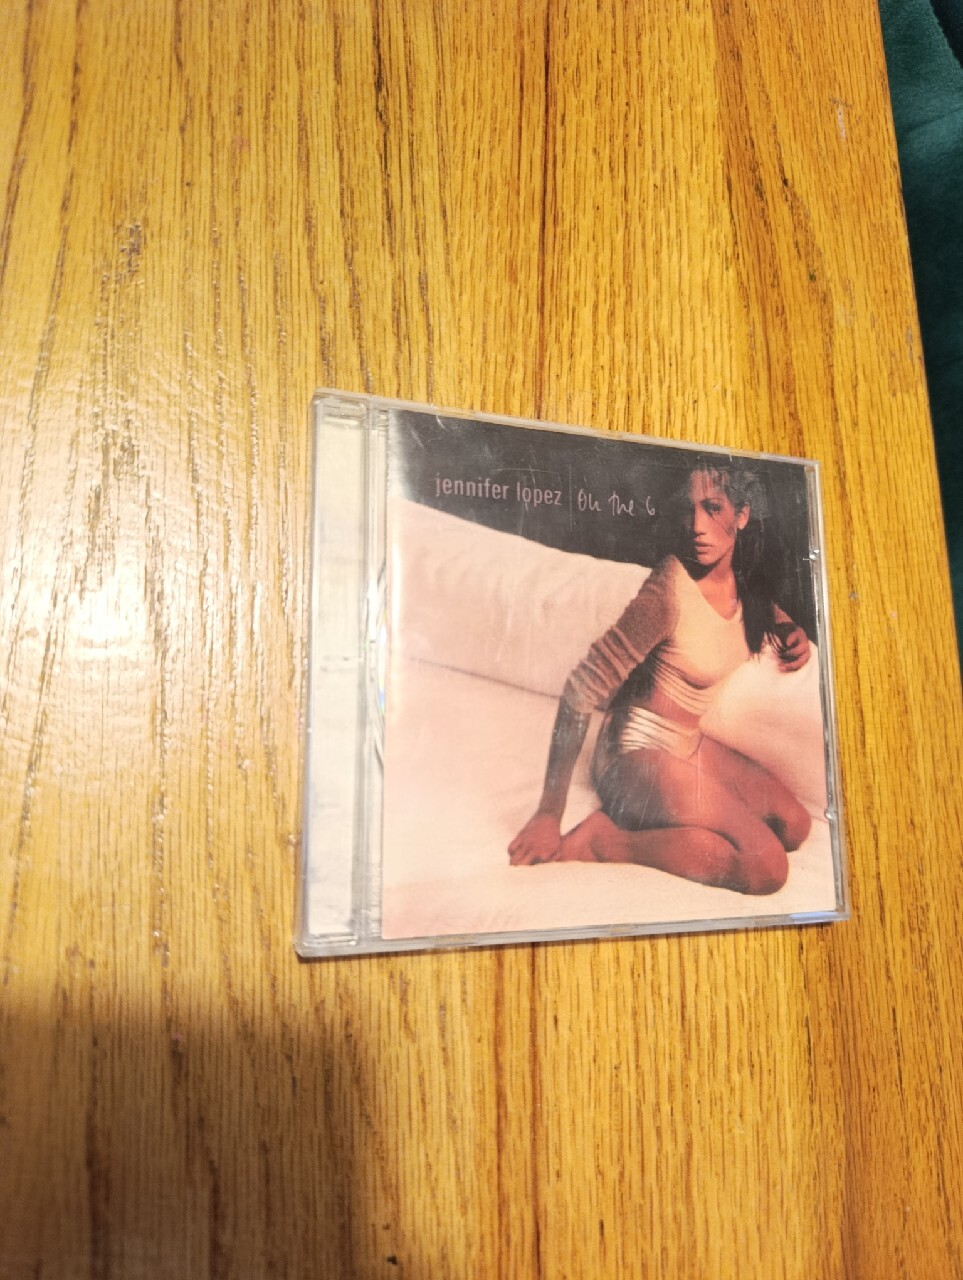 jennifer lopez | On The 6